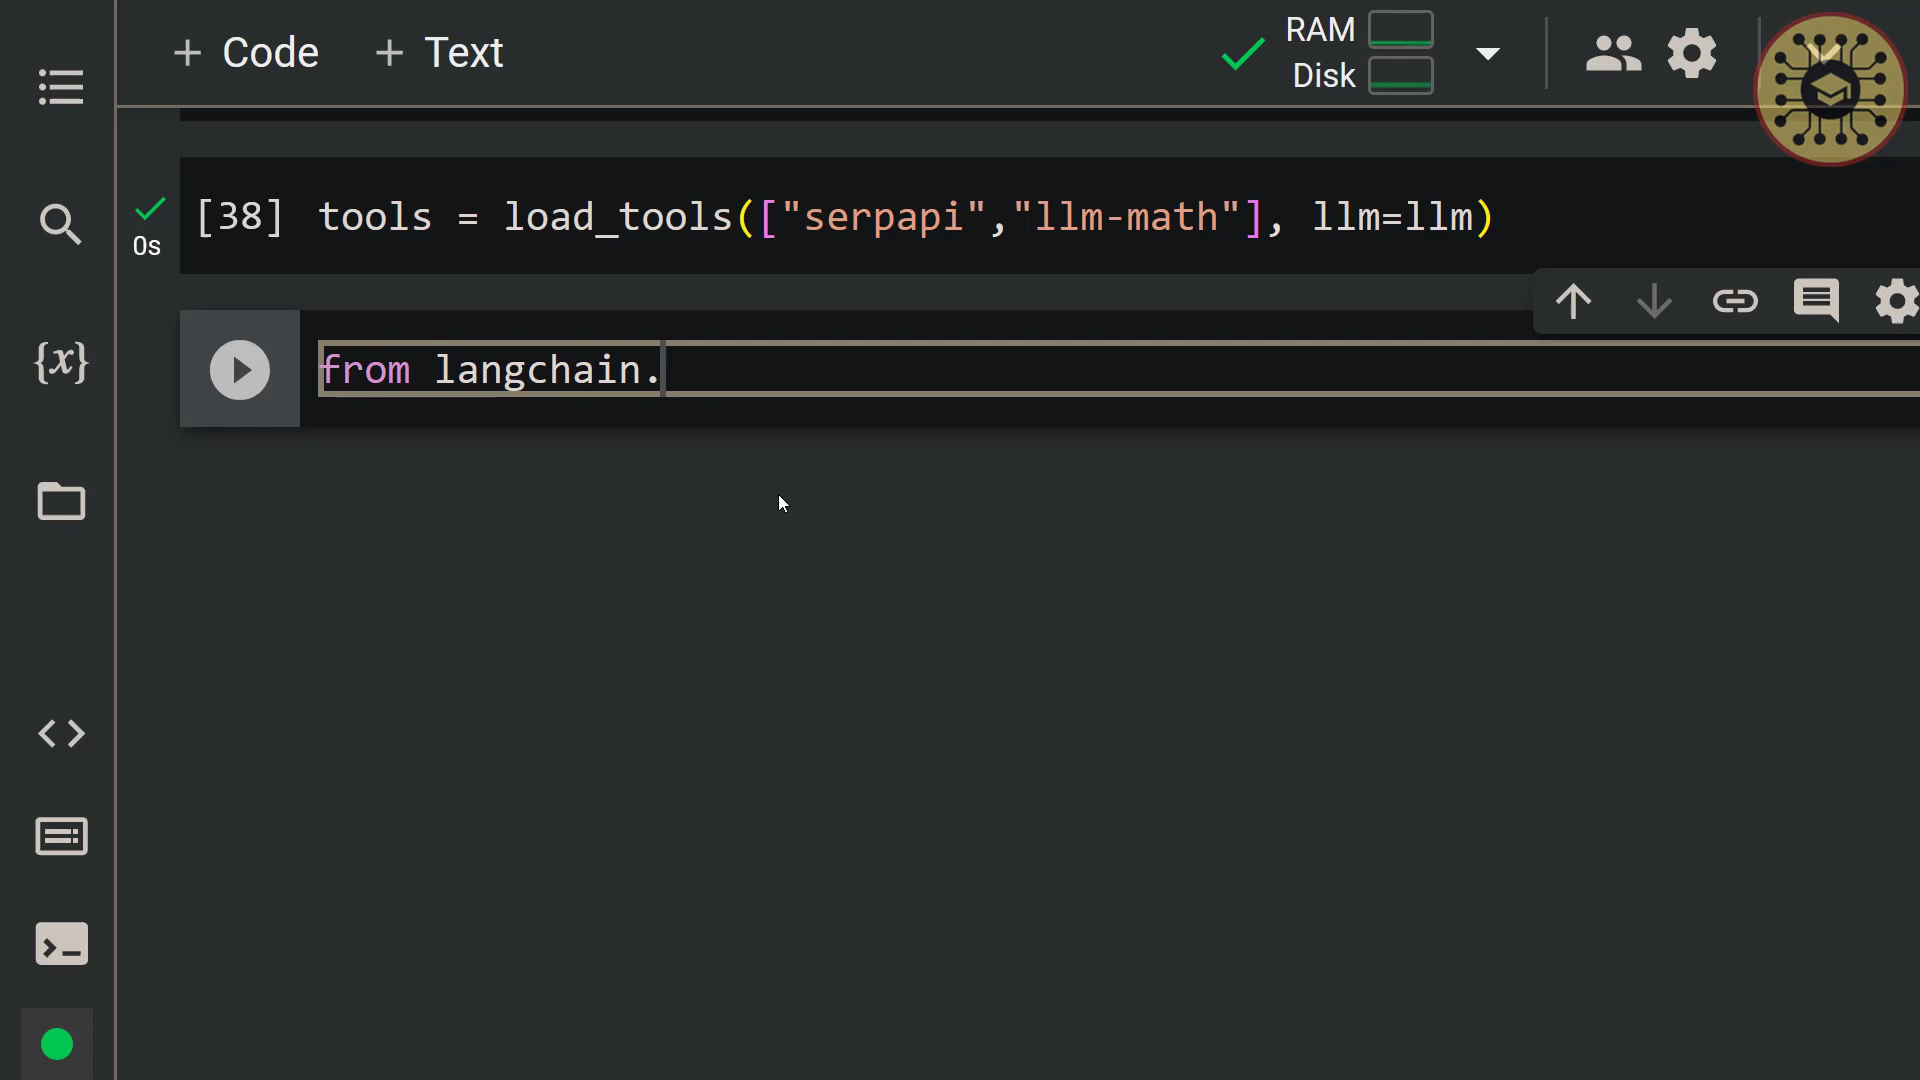 + Code + Text
RAM
Disk
[38] tools = load_tools(["serpapi","llm-math"], llm=llm)
0s
{x}
from langchain.